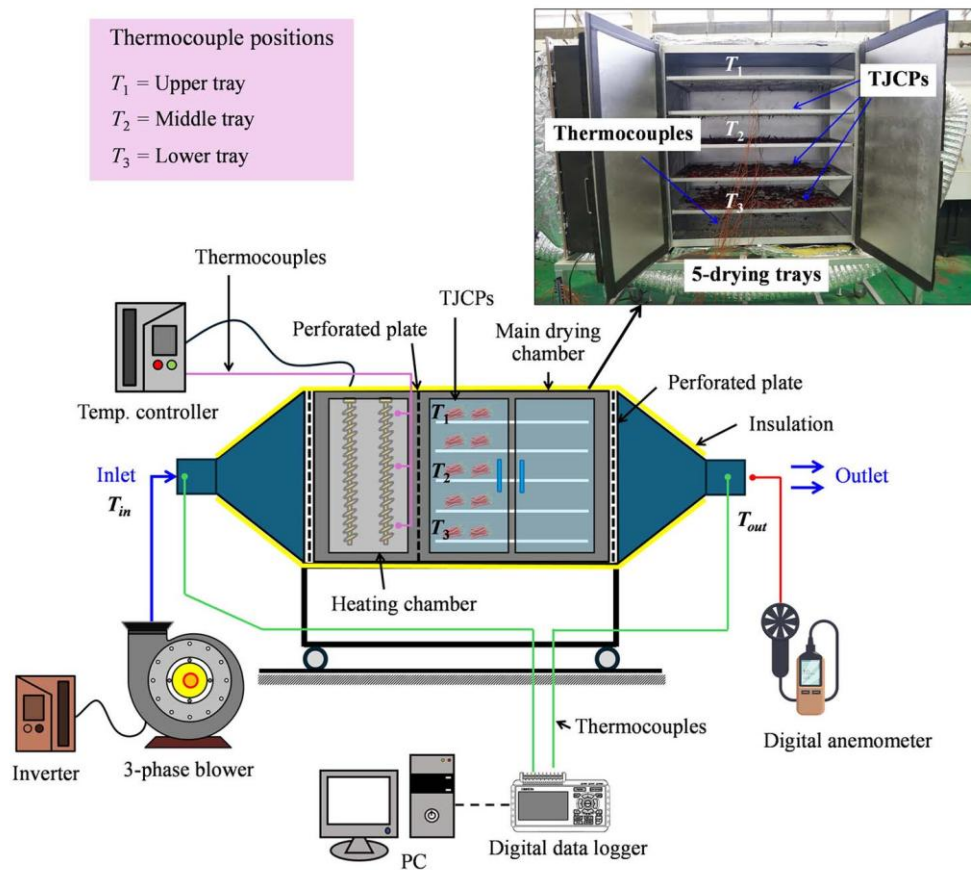 Thermocouple positions
T1 = Upper tray
T2 = Middle tray
T3 = Lower tray
T1
TJCPs
T2
Thermocouples
T3
5-drying trays
Thermocouples
TJCPs
Perforated plate
Main drying
chamber
Perforated plate
Temp. controller
Insulation
T1
Inlet
T2
Outlet
Tin
T3
Tout
Heating chamber
Thermocouples
Digital anemometer
Inverter
3-phase blower
Digital data logger
PC